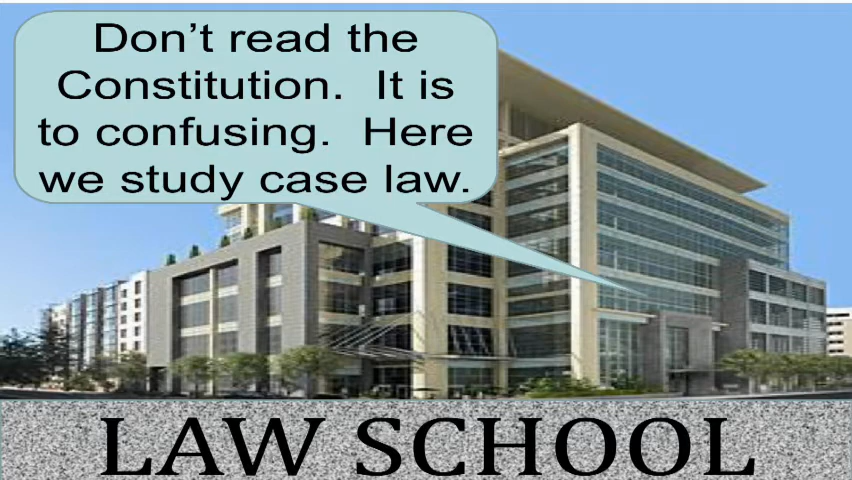 Don’t read the
Constitution.  It is
to confusing.  Here
we study case law.
LAW SCHOOL